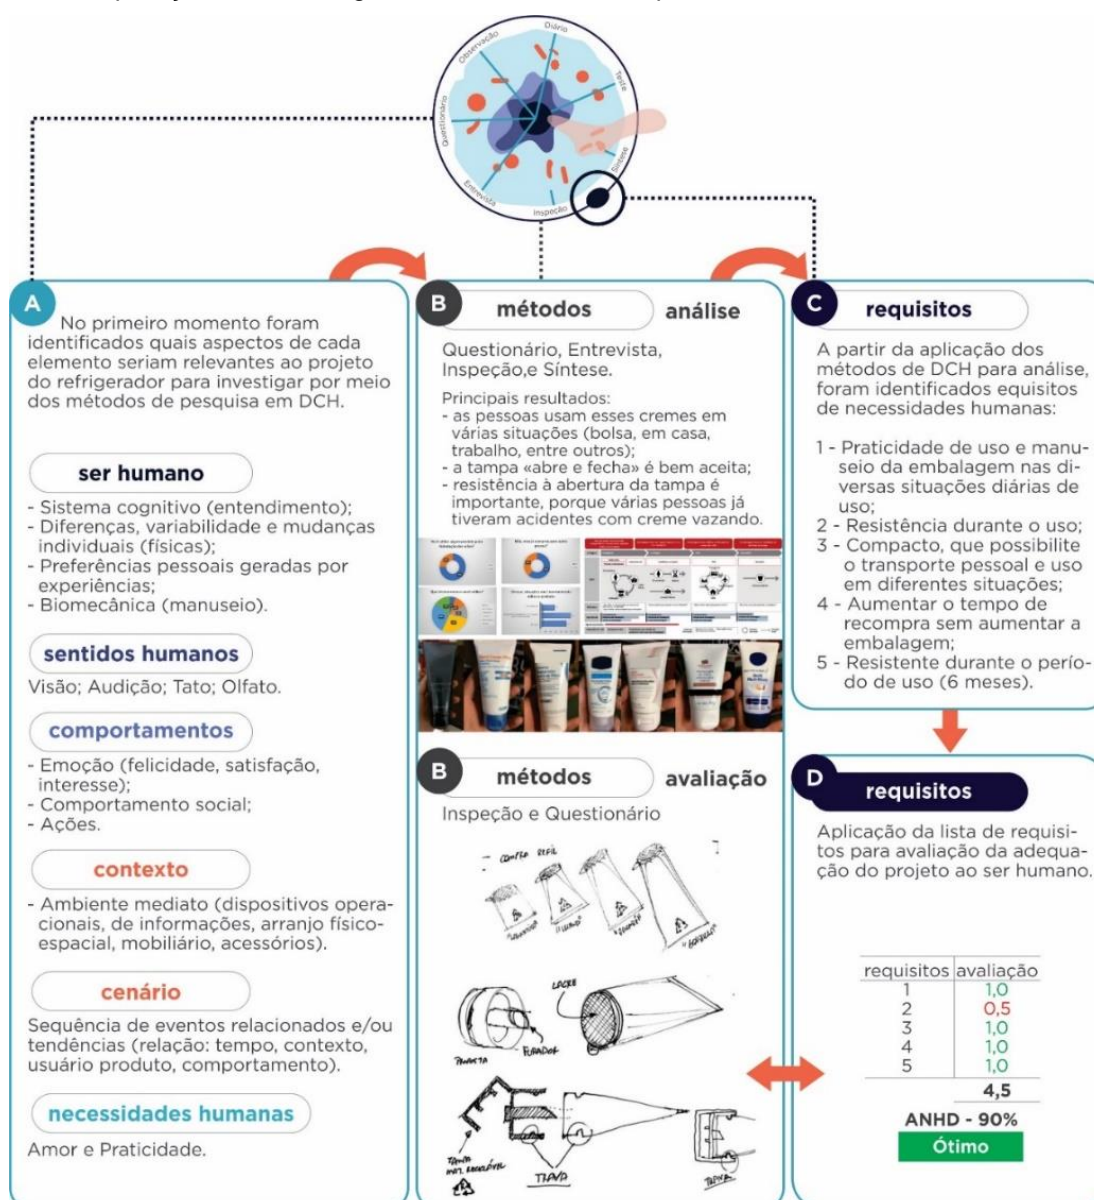 Observação
Diário
Teste
Síntese
Inspeção
Entrevista
Questionário
A
No primeiro momento foram
identificados quais aspectos de cada
elemento seriam relevantes ao projeto
do refrigerador para investigar por meio
dos métodos de pesquisa em DCH.
ser humano
- Sistema cognitivo (entendimento);
- Diferenças, variabilidade e mudanças
individuais (físicas);
- Preferências pessoais geradas por
experiências;
- Biomecânica (manuseio).
sentidos humanos
Visão; Audição; Tato; Olfato.
comportamentos
- Emoção (felicidade, satisfação,
interesse);
- Comportamento social;
- Ações.
contexto
- Ambiente mediato (dispositivos opera-
cionais, de informações, arranjo físico-
espacial, mobiliário, acessórios).
cenário
Sequência de eventos relacionados e/ou
tendências (relação: tempo, contexto,
usuário produto, comportamento).
necessidades humanas
Amor e Praticidade.
B
métodos análise
Questionário, Entrevista,
Inspeção,e Síntese.
Principais resultados:
- as pessoas usam esses cremes em
várias situações (bolsa, em casa,
trabalho, entre outros);
- a tampa «abre e fecha» é bem aceita;
- resistência à abertura da tampa é
importante, porque várias pessoas já
tiveram acidentes com creme vazando.
B
métodos avaliação
Inspeção e Questionário
REFIL
LACRE
FURADOR
TAMPA
TRAVA
C
requisitos
A partir da aplicação dos
métodos de DCH para análise,
foram identificados equisitos
de necessidades humanas:
1 - Praticidade de uso e manu-
seio da embalagem nas di-
versas situações diárias de
uso;
2 - Resistência durante o uso;
3 - Compacto, que possibilite
o transporte pessoal e uso
em diferentes situações;
4 - Aumentar o tempo de
recompra sem aumentar a
embalagem;
5 - Resistente durante o perío-
do de uso (6 meses).
D
requisitos
Aplicação da lista de requisi-
tos para avaliação da adequa-
ção do projeto ao ser humano.
requisitos avaliação
1 1,0
2 0,5
3 1,0
4 1,0
5 1,0
4,5
ANHD - 90%
Ótimo